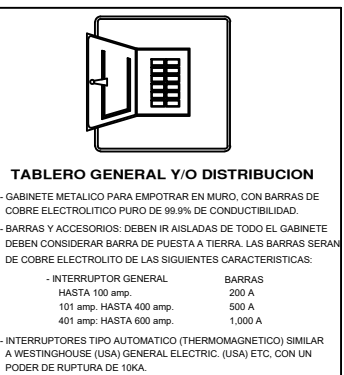 TABLERO GENERAL Y/O DISTRIBUCION
- GABINETE METALICO PARA EMPOTRAR EN MURO, CON BARRAS DE
COBRE ELECTROLITICO PURO DE 99.9% DE CONDUCTIBILIDAD.
- BARRAS Y ACCESORIOS: DEBEN IR AISLADAS DE TODO EL GABINETE
DEBEN CONSIDERAR BARRA DE PUESTA A TIERRA. LAS BARRAS SERAN
DE COBRE ELECTROLITO DE LAS SIGUIENTES CARACTERISTICAS:
- INTERRUPTOR GENERAL BARRAS
HASTA 100 amp. 200 A
101 amp. HASTA 400 amp. 500 A
401 amp: HASTA 600 amp. 1,000 A
- INTERRUPTORES TIPO AUTOMATICO (THERMOMAGNETICO) SIMILAR
A WESTINGHOUSE (USA) GENERAL ELECTRIC. (USA) ETC, CON UN
PODER DE RUPTURA DE 10KA.